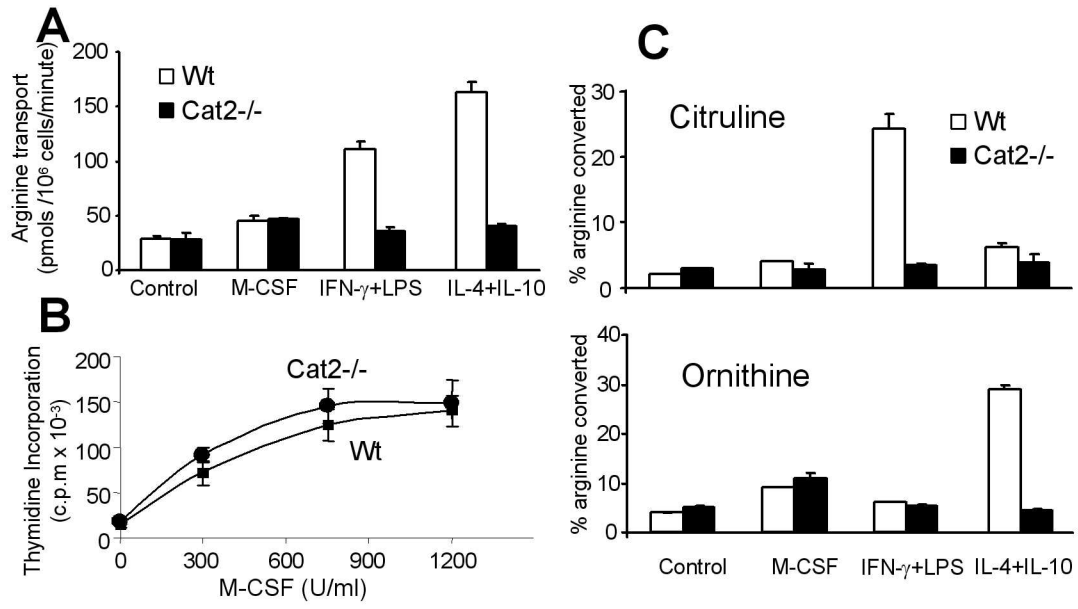 A
Arginine transport
(pmols /10⁶ cells/minute)
200
150
100
50
0
Wt
Cat2-/-
Control
M-CSF
IFN-γ+LPS
IL-4+IL-10
B
Thymidine Incorporation
(c.p.m x 10⁻³)
200
150
100
50
0
Cat2-/-
Wt
0
300
600
900
1200
M-CSF (U/ml)
C
% arginine converted
30
20
10
0
Citruline
Wt
Cat2-/-
% arginine converted
40
30
20
10
0
Ornithine
Control
M-CSF
IFN-γ+LPS
IL-4+IL-10